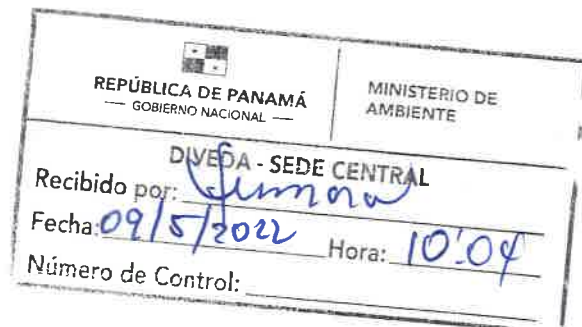 REPÚBLICA DE PANAMÁ
— GOBIERNO NACIONAL —
MINISTERIO DE
AMBIENTE
DIVEDA - SEDE CENTRAL
Recibido por:
Fecha: 09/5/2022 Hora: 10:04
Número de Control: